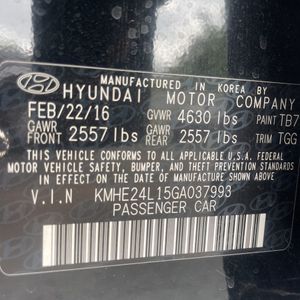 MANUFACTURED IN KOREA BY
HYUNDAI MOTOR COMPANY
FEB/22/16 GVWR 4630 lbs PAINT TB7
GAWR FRONT 2557 lbs GAWR REAR 2557 lbs TRIM TGG
THIS VEHICLE CONFORMS TO ALL APPLICABLE FEDERAL
MOTOR VEHICLE SAFETY, BUMPER, AND THEFT PREVENTION STANDARDS
IN EFFECT ON THE DATE OF MANUFACTURE SHOWN ABOVE.
V.I.N KMHE24L15GA037993
PASSENGER CAR